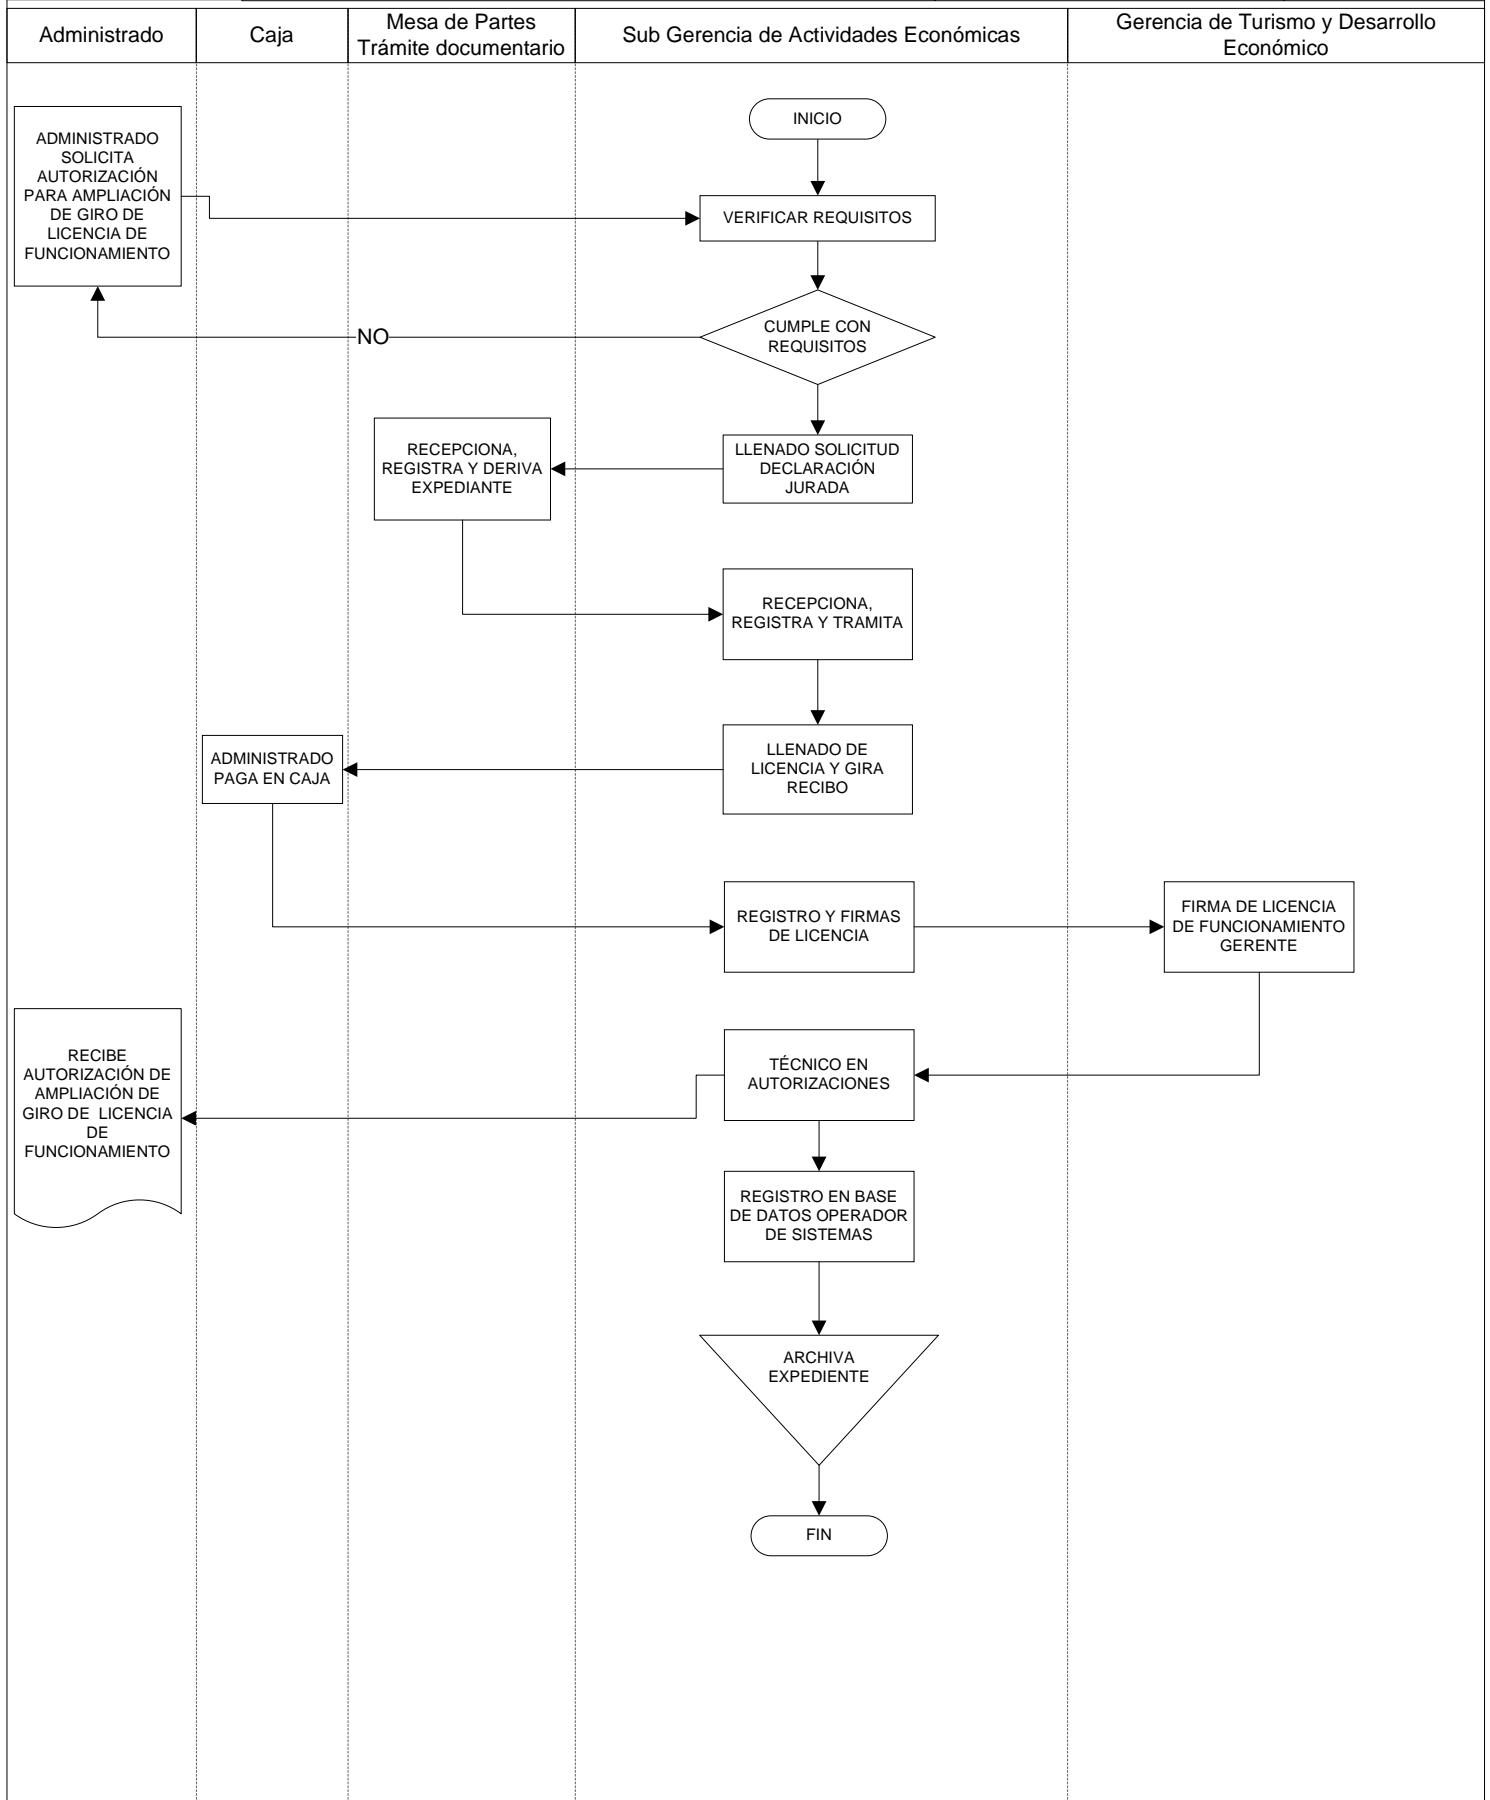 Administrado
Caja
Mesa de Partes
Trámite documentario
Sub Gerencia de Actividades Económicas
Gerencia de Turismo y Desarrollo
Económico
INICIO
ADMINISTRADO
SOLICITA
AUTORIZACIÓN
PARA AMPLIACIÓN
DE GIRO DE
LICENCIA DE
FUNCIONAMIENTO
VERIFICAR REQUISITOS
CUMPLE CON
REQUISITOS
NO
RECEPCIONA,
REGISTRA Y DERIVA
EXPEDIANTE
LLENADO SOLICITUD
DECLARACIÓN
JURADA
RECEPCIONA,
REGISTRA Y TRAMITA
ADMINISTRADO
PAGA EN CAJA
LLENADO DE
LICENCIA Y GIRA
RECIBO
REGISTRO Y FIRMAS
DE LICENCIA
FIRMA DE LICENCIA
DE FUNCIONAMIENTO
GERENTE
RECIBE
AUTORIZACIÓN DE
AMPLIACIÓN DE
GIRO DE  LICENCIA
DE
FUNCIONAMIENTO
TÉCNICO EN
AUTORIZACIONES
REGISTRO EN BASE
DE DATOS OPERADOR
DE SISTEMAS
ARCHIVA
EXPEDIENTE
FIN